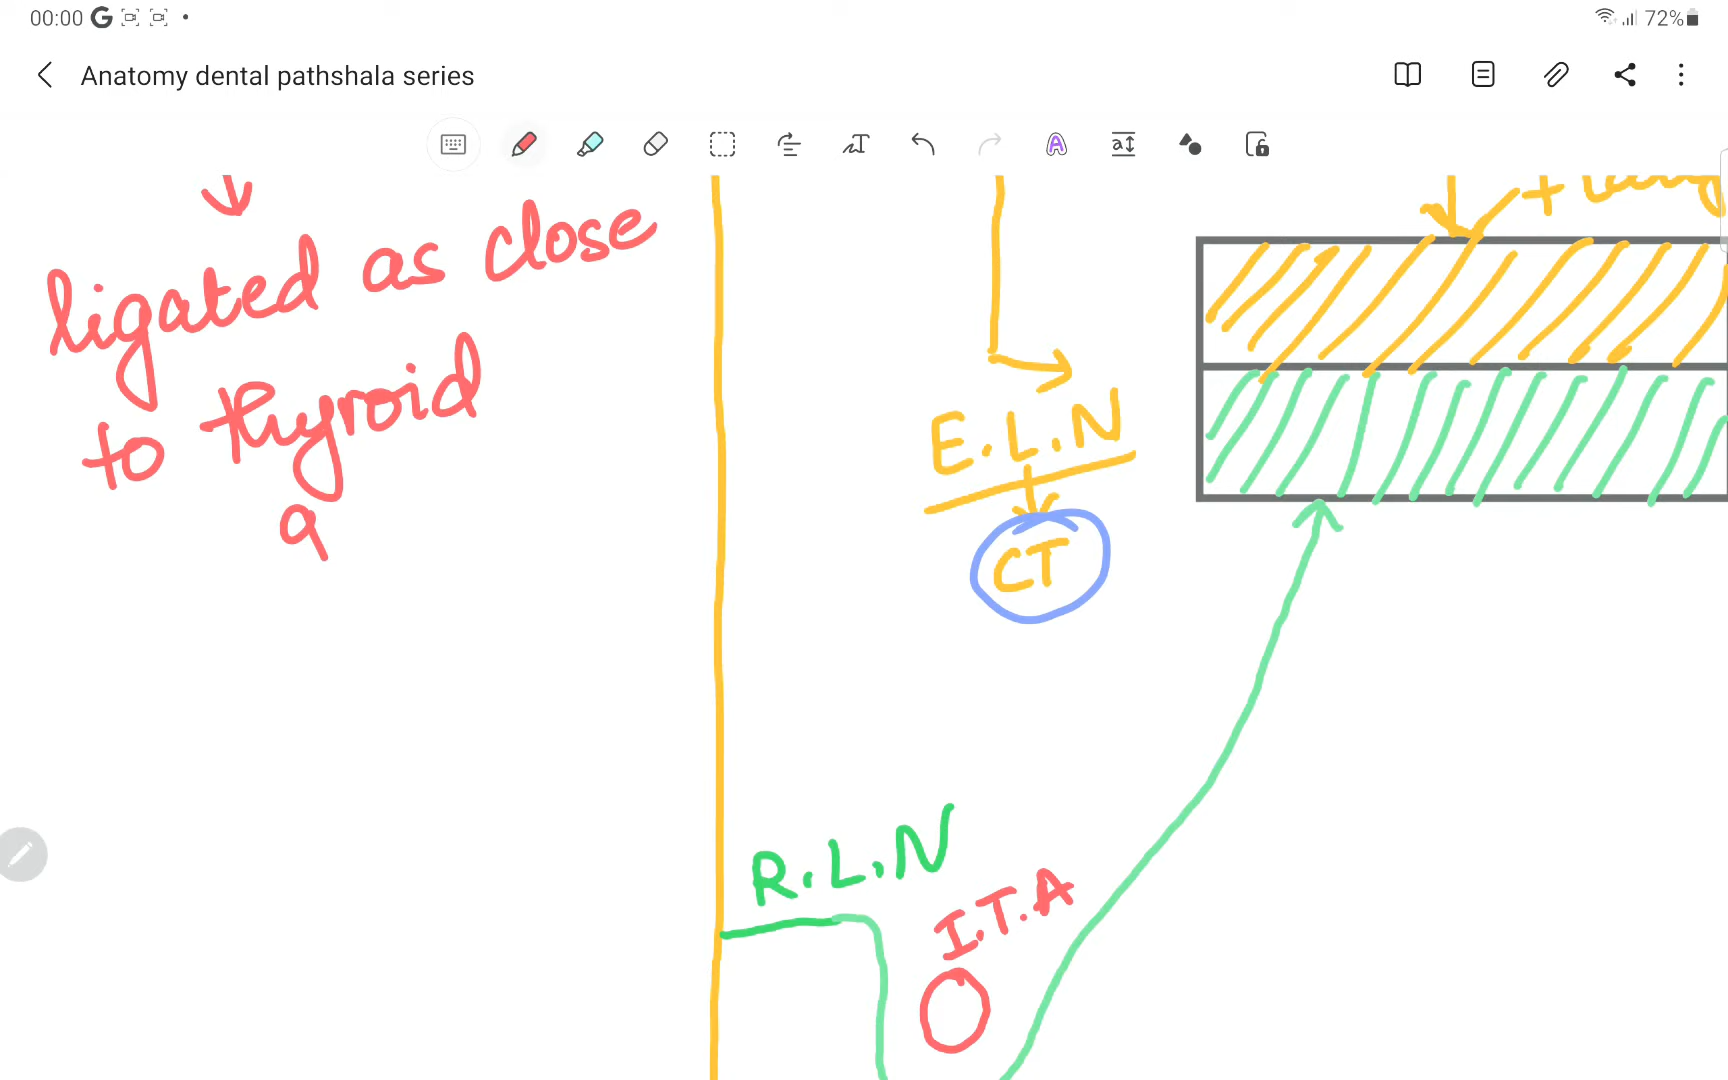 00:00 G
72%
Anatomy dental pathshala series
ligated as close
to thyroid
E.L.N
CT
R.L.N
I.T.A